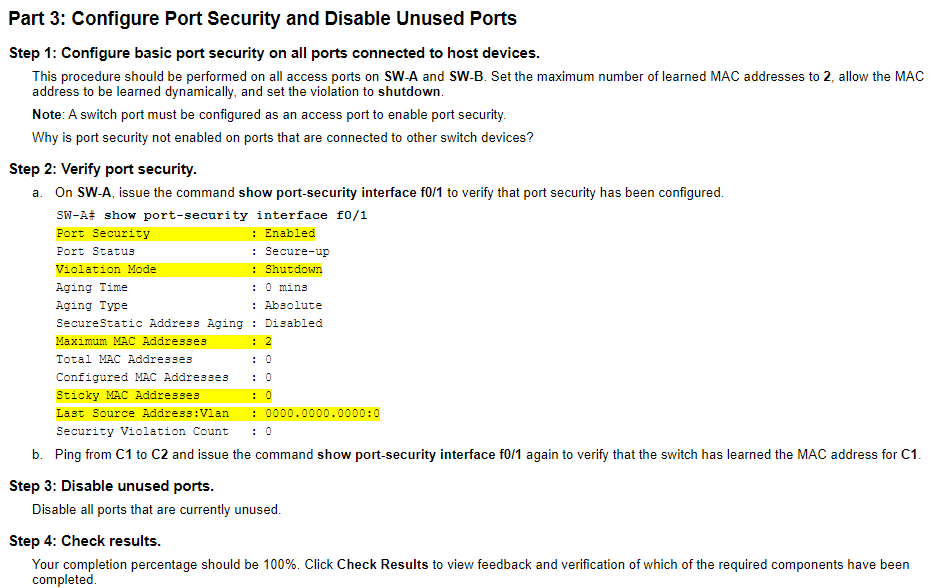 Part 3: Configure Port Security and Disable Unused Ports
Step 1: Configure basic port security on all ports connected to host devices.
This procedure should be performed on all access ports on SW-A and SW-B. Set the maximum number of learned MAC addresses to 2, allow the MAC
address to be learned dynamically, and set the violation to shutdown.
Note: A switch port must be configured as an access port to enable port security.
Why is port security not enabled on ports that are connected to other switch devices?
Step 2: Verify port security.
a. On SW-A, issue the command show port-security interface f0/1 to verify that port security has been configured.
SW-A# show port-security interface f0/1
Port Security : Enabled
Port Status : Secure-up
Violation Mode : Shutdown
Aging Time : 0 mins
Aging Type : Absolute
SecureStatic Address Aging : Disabled
Maximum MAC Addresses : 2
Total MAC Addresses : 0
Configured MAC Addresses : 0
Sticky MAC Addresses : 0
Last Source Address:Vlan : 0000.0000.0000:0
Security Violation Count : 0
b. Ping from C1 to C2 and issue the command show port-security interface f0/1 again to verify that the switch has learned the MAC address for C1.
Step 3: Disable unused ports.
Disable all ports that are currently unused.
Step 4: Check results.
Your completion percentage should be 100%. Click Check Results to view feedback and verification of which of the required components have been
completed.